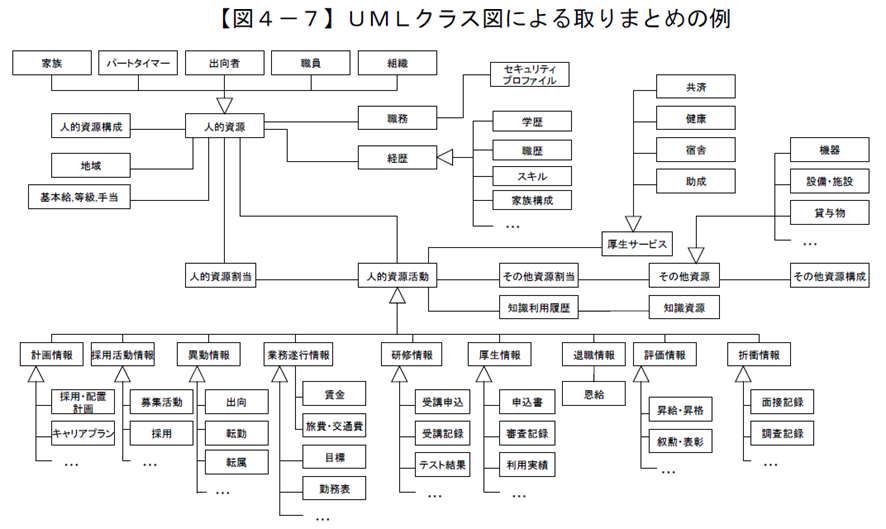 【図4-7】UMLクラス図による取りまとめの例
家族
パートタイマー
出向者
職員
組織
セキュリティ
プロファイル
共済
人的資源構成
人的資源
職務
学歴
健康
機器
地域
経歴
職歴
宿舎
設備・施設
基本給,等級,手当
スキル
助成
家族構成
貸与物
...
厚生サービス
...
人的資源割当
人的資源活動
その他資源割当
その他資源
その他資源構成
知識利用履歴
知識資源
計画情報
採用活動情報
異動情報
業務遂行情報
研修情報
厚生情報
退職情報
評価情報
折衝情報
採用・配置
計画
募集活動
出向
賃金
受講申込
申込書
恩給
昇給・昇格
面接記録
キャリアプラン
採用
転勤
旅費・交通費
受講記録
審査記録
叙勲・表彰
調査記録
...
...
転属
目標
テスト結果
利用実績
...
...
...
勤務表
...
...
...